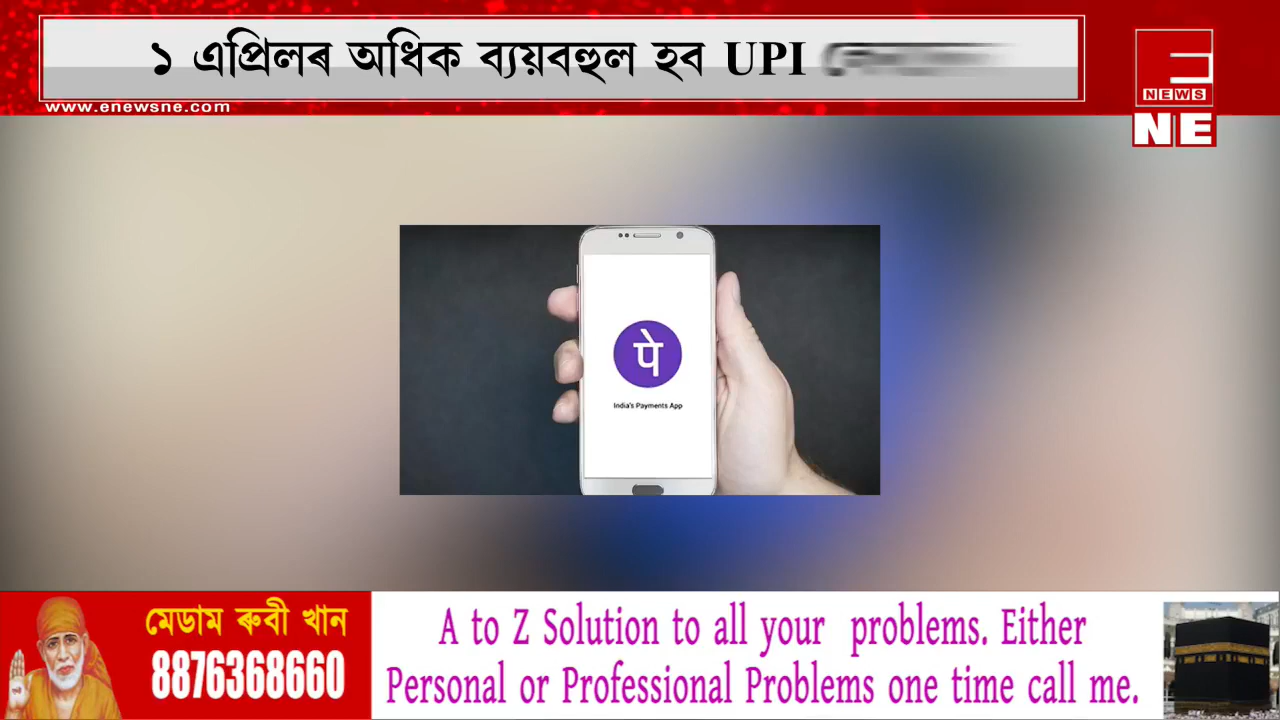 ১ এপ্ৰিলৰ অধিক ব্যয়বহুল হব UPI
www.enewsne.com
NEWS
NE
पे
India's Payments App
মেডাম ৰুবী খান
8876368660
A to Z Solution to all your problems. Either
Personal or Professional Problems one time call me.